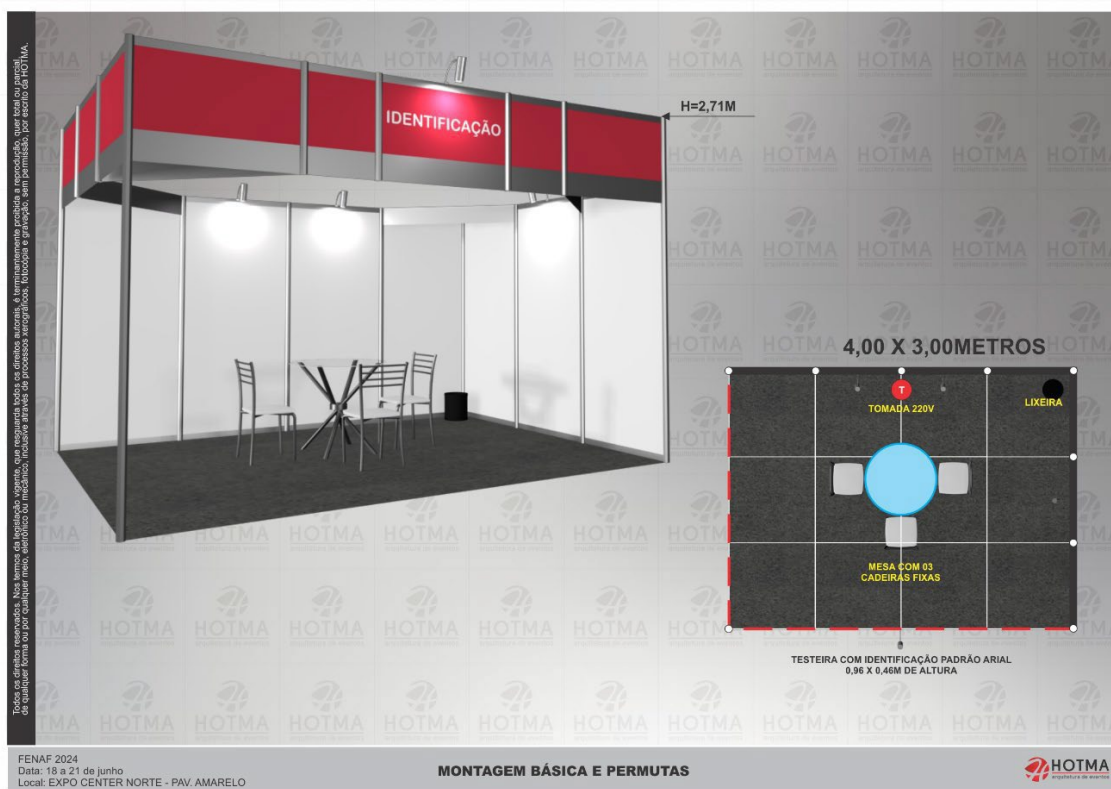 Todos os direitos reservados. Nos termos da legislação vigente, que resguarda todos os direitos autorais, é terminantemente proibida a reprodução, quer total ou parcial,
de qualquer forma ou por qualquer meio, eletrônico ou mecânico, inclusive através de processos xerográficos, fotocópia e gravação, sem permissão, por escrito da HOTMA.
IDENTIFICAÇÃO
H=2,71M
4,00 X 3,00METROS
T
TOMADA 220V
LIXEIRA
MESA COM 03
CADEIRAS FIXAS
TESTEIRA COM IDENTIFICAÇÃO PADRÃO ARIAL
0,96 X 0,46M DE ALTURA
FENAF 2024
Data: 18 a 21 de junho
Local: EXPO CENTER NORTE - PAV. AMARELO
MONTAGEM BÁSICA E PERMUTAS
HOTMA
arquitetura de eventos